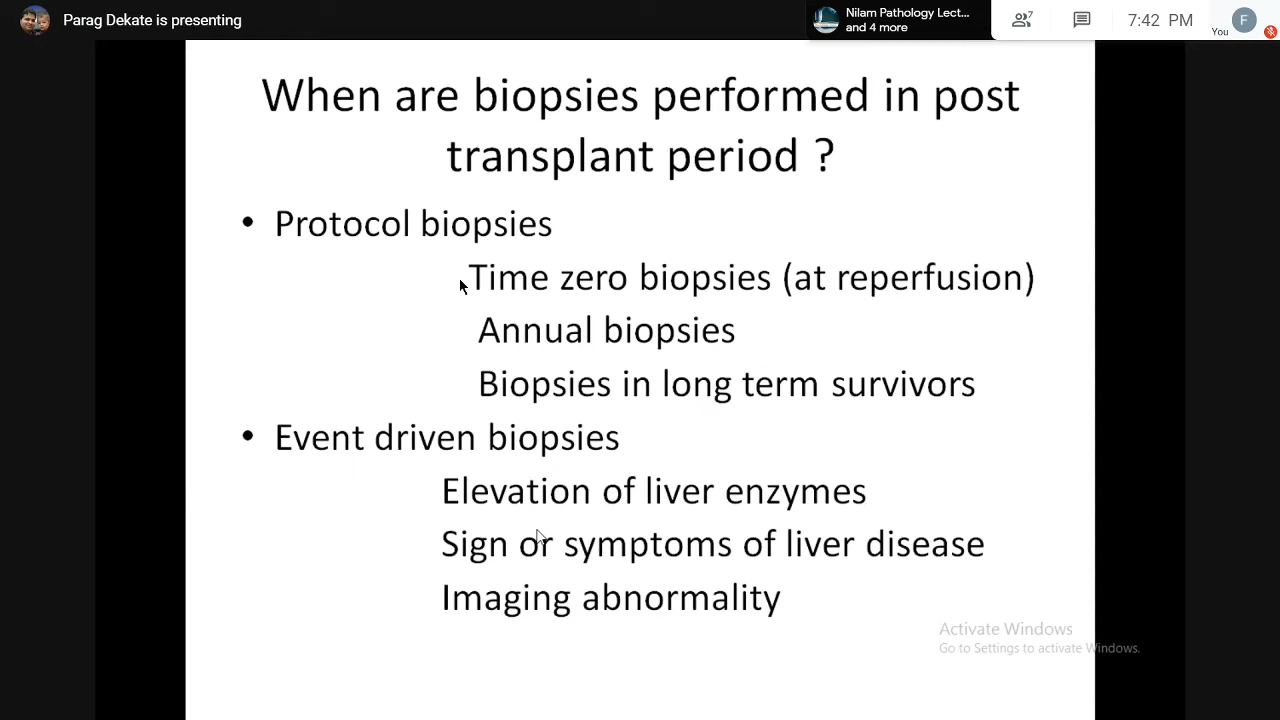 Parag Dekate is presenting
Nilam Pathology Lect...
and 4 more
7
7:42 PM
You
F
When are biopsies performed in post
transplant period ?
• Protocol biopsies
Time zero biopsies (at reperfusion)
Annual biopsies
Biopsies in long term survivors
• Event driven biopsies
Elevation of liver enzymes
Sign or symptoms of liver disease
Imaging abnormality
Activate Windows
Go to Settings to activate Windows.